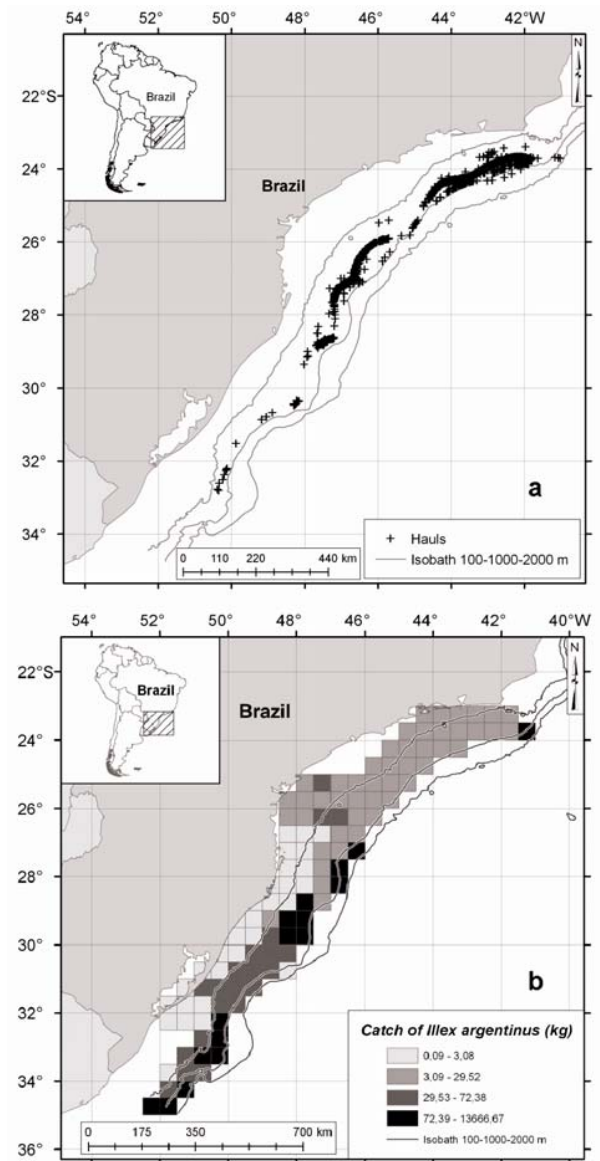 54° 52° 50° 48° 46° 44° 42°W
N
Brazil
22°S
24°
Brazil
26°
28°
30°
32°
a
34°
+ Hauls
Isobath 100-1000-2000 m
0 110 220 440 km
54° 52° 50° 48° 46° 44° 42° 40°W
N
22°S
Brazil
Brazil
24°
26°
28°
30°
b
32°
Catch of Illex argentinus (kg)
0,09 - 3,08
3,09 - 29.52
29,53 - 72,38
72,39 - 13666,67
Isobath 100-1000-2000 m
34°
0 175 350 700 km
36°